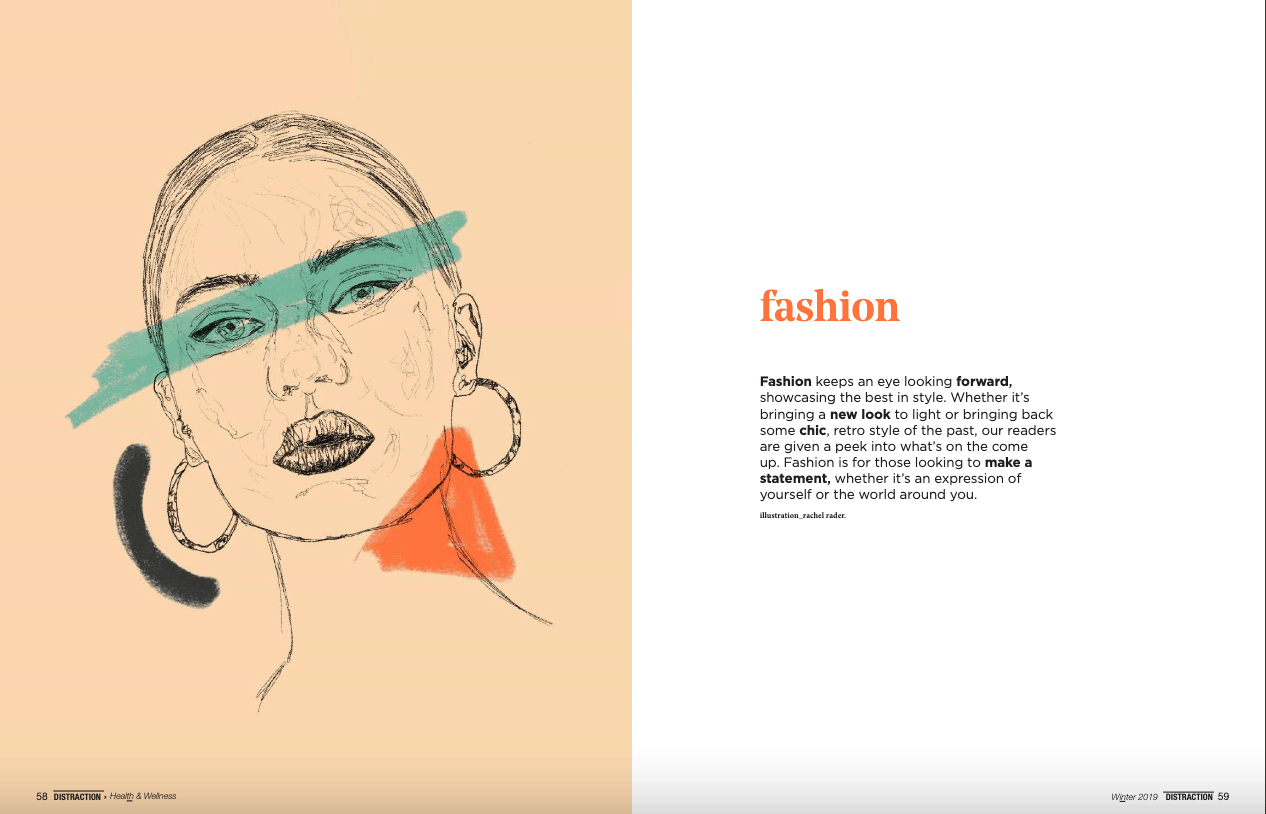 fashion
Fashion keeps an eye looking forward,
showcasing the best in style. Whether it's
bringing a new look to light or bringing back
some chic, retro style of the past, our readers
are given a peek into what's on the come
up. Fashion is for those looking to make a
statement, whether it's an expression of
yourself or the world around you.
illustration_rachel rader.
58 DISTRACTION Health & Wellness
Winter 2019 DISTRACTION 59